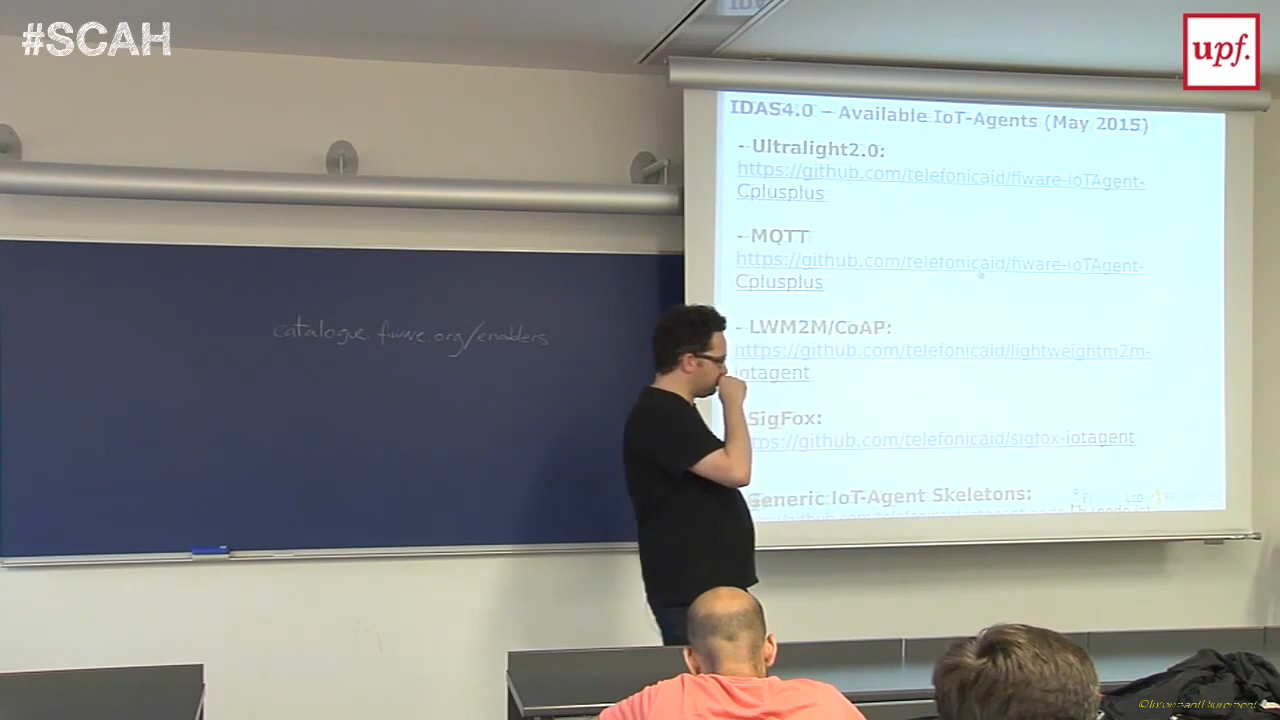 #SCAH
upf.
IDAS4.0 – Available IoT-Agents (May 2015)
- Ultralight2.0:
https://github.com/telefonicaid/fiware-IoTAgent-
Cplusplus
- MQTT
https://github.com/telefonicaid/fiware-IoTAgent-
Cplusplus
- LWM2M/CoAP:
https://github.com/telefonicaid/lightweightm2m-
iotagent
SigFox:
ttps://github.com/telefonicaid/sigfox-iotagent
Generic IoT-Agent Skeletons:
catalogue.fiware.org/enablers